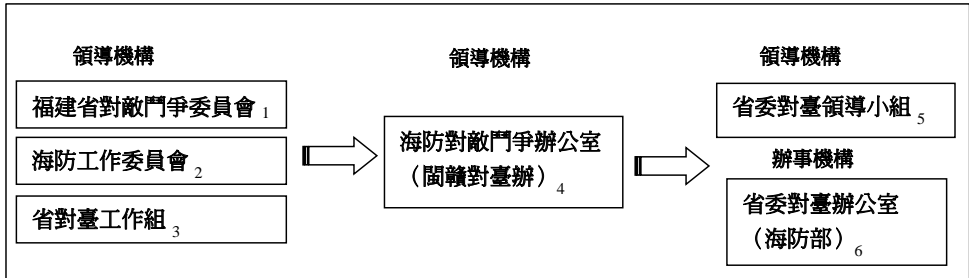 領導機構
福建省對敵鬥爭委員會 1
海防工作委員會 2
省對臺工作組 3
領導機構
海防對敵鬥爭辦公室
（閩贛對臺辦） 4
領導機構
省委對臺領導小組 5
辦事機構
省委對臺辦公室
（海防部） 6